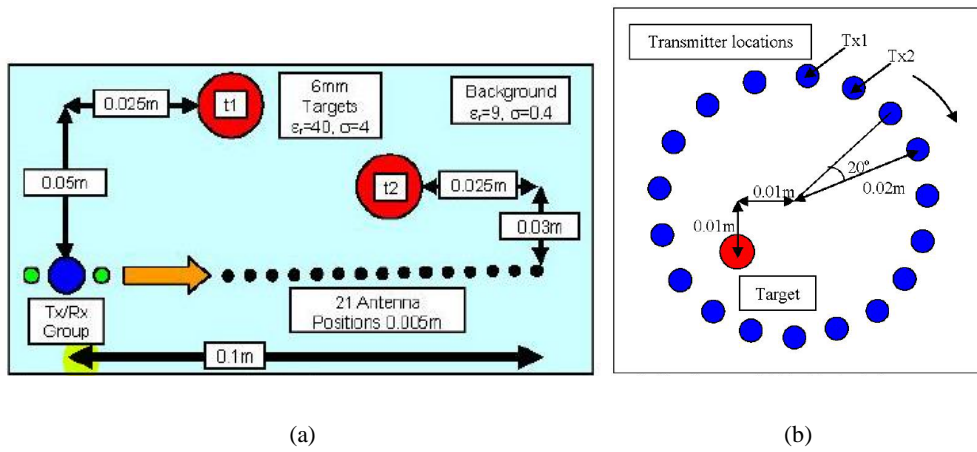 0.025m
t1
6mm
Targets
εr=40, σ=4
Background
εr=9, σ=0.4
0.05m
t2
0.025m
0.03m
Tx/Rx
Group
21 Antenna
Positions 0.005m
0.1m
(a)
Transmitter locations
Tx1
Tx2
20°
0.02m
0.01m
0.01m
Target
(b)